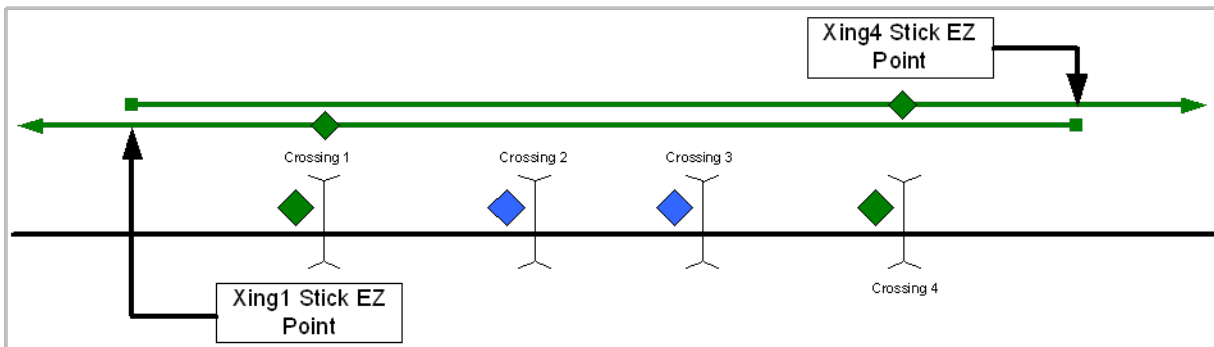 Xing4 Stick EZ
Point
Crossing 1
Crossing 2
Crossing 3
Crossing 4
Xing1 Stick EZ
Point